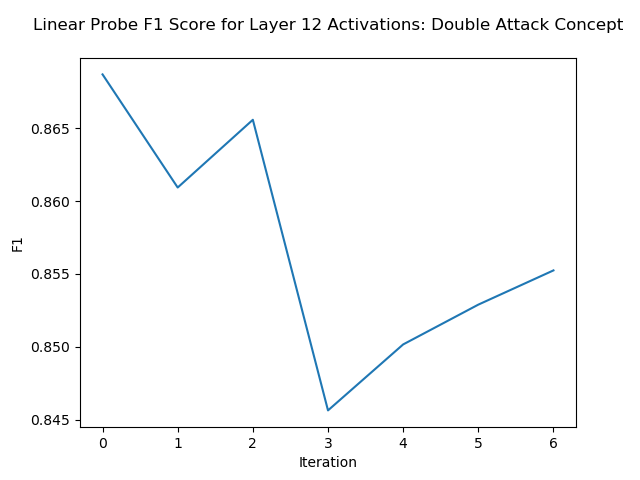 Linear Probe F1 Score for Layer 12 Activations: Double Attack Concept
0.865
0.860
0.855
0.850
0.845
F1
0 1 2 3 4 5 6
Iteration